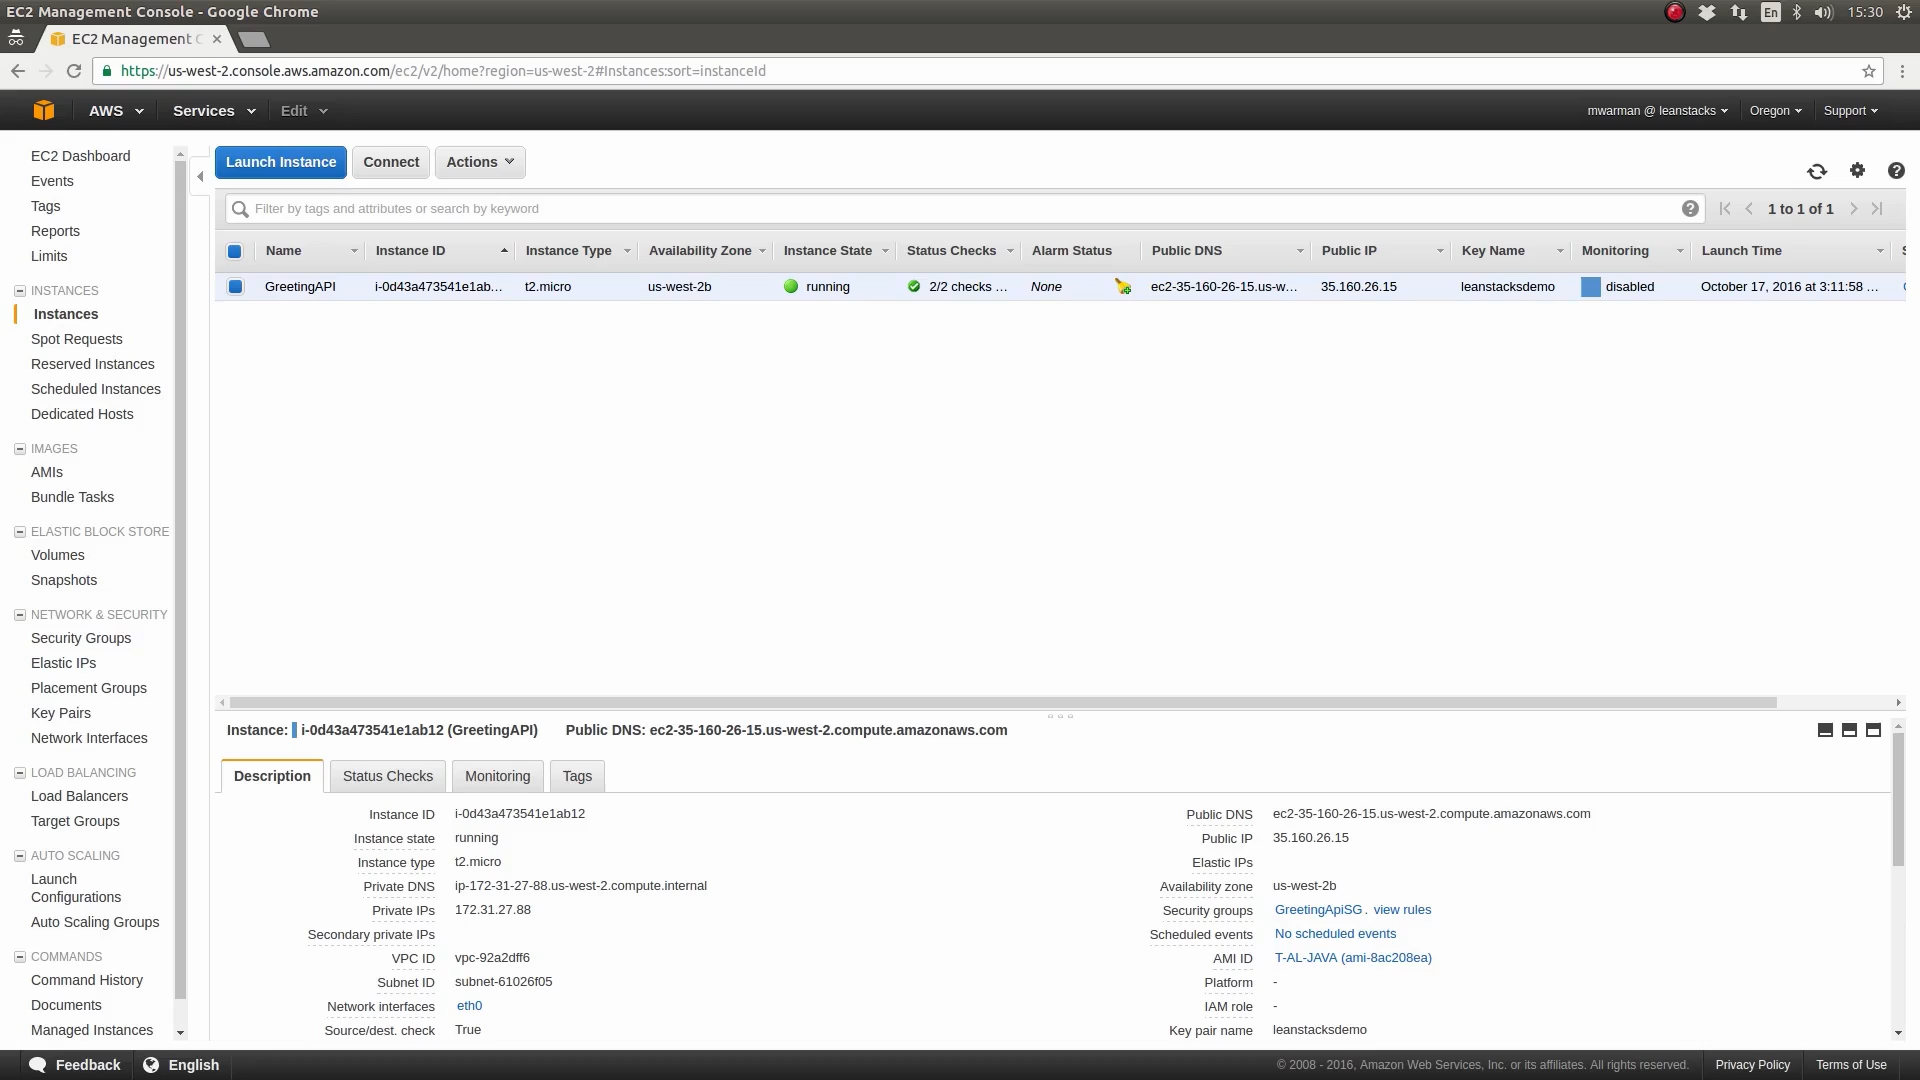 EC2 Management Console - Google Chrome
En
15:30
EC2 Management C
https://us-west-2.console.aws.amazon.com/ec2/v2/home?region=us-west-2#Instances:sort=instanceId
AWS Services Edit mwarman @ leanstacks Oregon Support
EC2 Dashboard
Events
Tags
Reports
Limits
INSTANCES
Instances
Spot Requests
Reserved Instances
Scheduled Instances
Dedicated Hosts
IMAGES
AMIs
Bundle Tasks
ELASTIC BLOCK STORE
Volumes
Snapshots
NETWORK & SECURITY
Security Groups
Elastic IPs
Placement Groups
Key Pairs
Network Interfaces
LOAD BALANCING
Load Balancers
Target Groups
AUTO SCALING
Launch
Configurations
Auto Scaling Groups
COMMANDS
Command History
Documents
Managed Instances
Launch Instance Connect Actions
Filter by tags and attributes or search by keyword
1 to 1 of 1
Name Instance ID Instance Type Availability Zone Instance State Status Checks Alarm Status Public DNS Public IP Key Name Monitoring Launch Time
GreetingAPI i-0d43a473541e1ab... t2.micro us-west-2b running 2/2 checks ... None ec2-35-160-26-15.us-w... 35.160.26.15 leanstacksdemo disabled October 17, 2016 at 3:11:58 ...
Instance: i-0d43a473541e1ab12 (GreetingAPI) Public DNS: ec2-35-160-26-15.us-west-2.compute.amazonaws.com
Description Status Checks Monitoring Tags
Instance ID i-0d43a473541e1ab12
Instance state running
Instance type t2.micro
Private DNS ip-172-31-27-88.us-west-2.compute.internal
Private IPs 172.31.27.88
Secondary private IPs
VPC ID vpc-92a2dff6
Subnet ID subnet-61026f05
Network interfaces eth0
Source/dest. check True
Public DNS ec2-35-160-26-15.us-west-2.compute.amazonaws.com
Public IP 35.160.26.15
Elastic IPs
Availability zone us-west-2b
Security groups GreetingApiSG . view rules
Scheduled events No scheduled events
AMI ID T-AL-JAVA (ami-8ac208ea)
Platform -
IAM role -
Key pair name leanstacksdemo
Feedback English © 2008 - 2016, Amazon Web Services, Inc. or its affiliates. All rights reserved. Privacy Policy Terms of Use